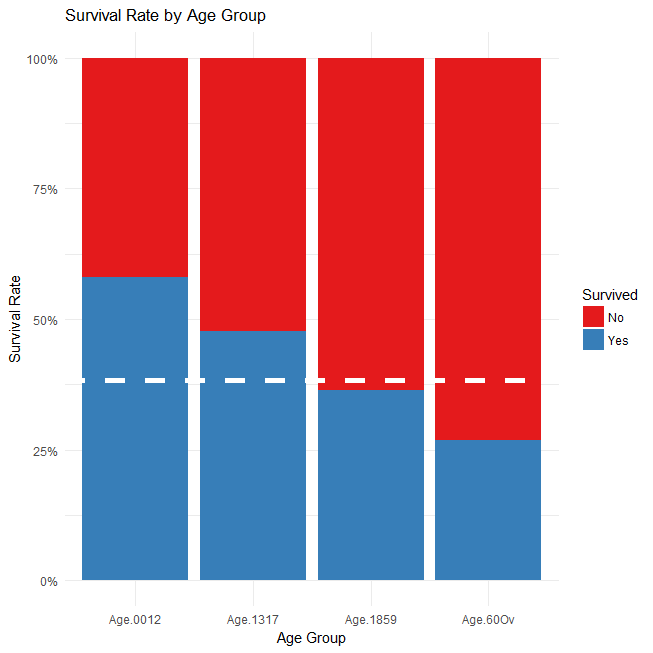 Survival Rate by Age Group
100%
75%
50%
25%
0%
Survival Rate
Age.0012 Age.1317 Age.1859 Age.60Ov
Age Group
Survived
No
Yes